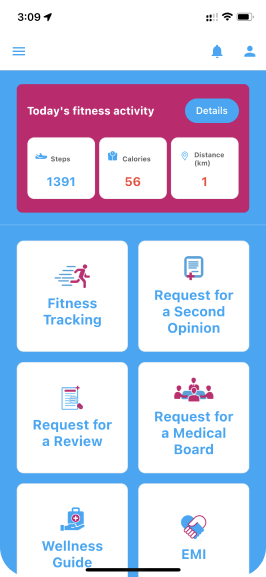 3:09
Today's fitness activity
Details
Steps
Calories
Distance
(km)
1391
56
1
Fitness
Tracking
Request for
a Second
Opinion
Request for
a Review
Request for
a Medical
Board
Wellness
Guide
EMI